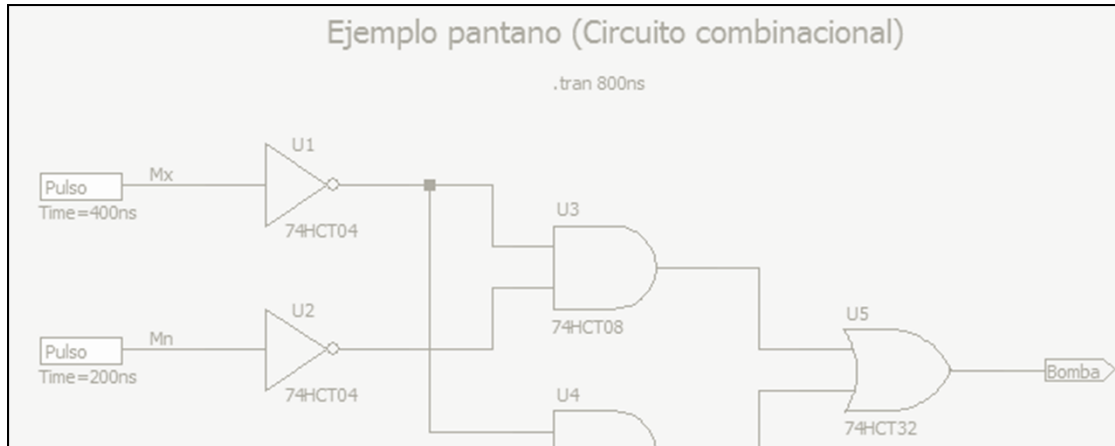 Ejemplo pantano (Circuito combinacional)
.tran 800ns
U1
Pulso
Mx
Time=400ns
74HCT04
U3
74HCT08
U2
Pulso
Mn
Time=200ns
74HCT04
U5
Bomba
74HCT32
U4